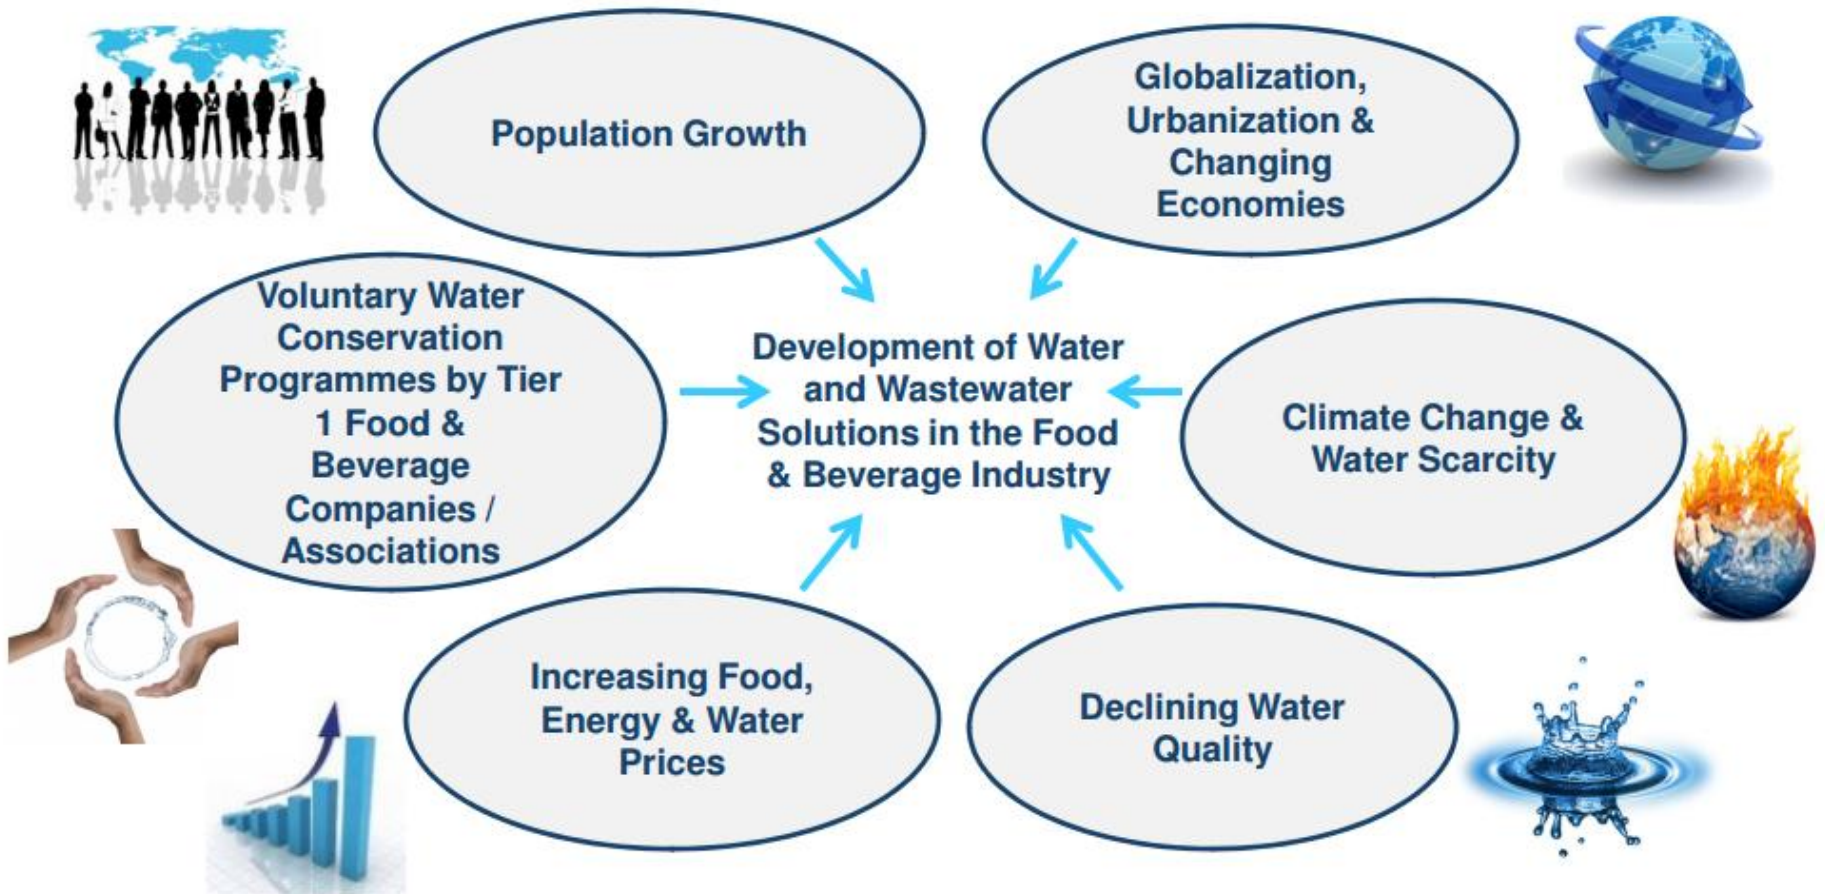 Population Growth
Globalization,
Urbanization &
Changing
Economies
Voluntary Water
Conservation
Programmes by Tier
1 Food &
Beverage
Companies /
Associations
Development of Water
and Wastewater
Solutions in the Food
& Beverage Industry
Climate Change &
Water Scarcity
Increasing Food,
Energy & Water
Prices
Declining Water
Quality